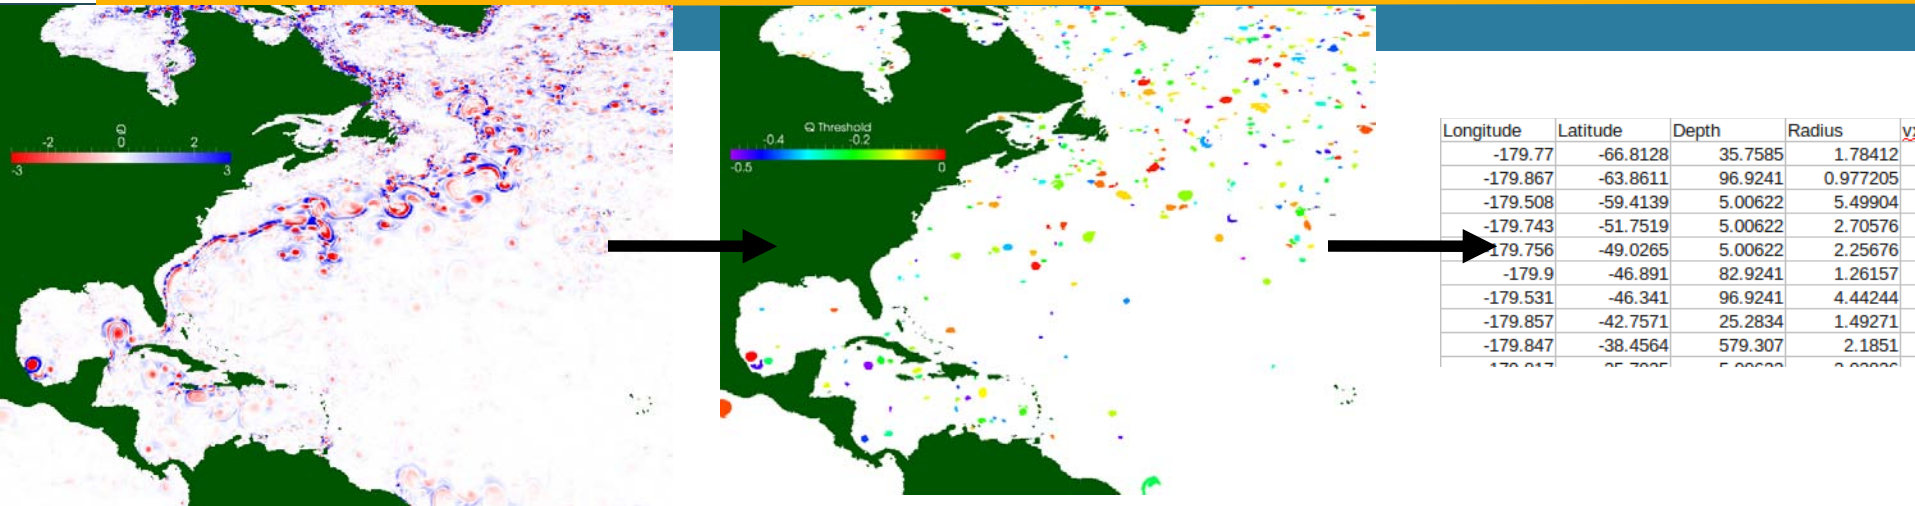 Q
-2 0 2
-3 3
Q Threshold
-0.4 -0.2
-0.5 0
Longitude Latitude Depth Radius
-179.77 -66.8128 35.7585 1.78412
-179.867 -63.8611 96.9241 0.977205
-179.508 -59.4139 5.00622 5.49904
-179.743 -51.7519 5.00622 2.70576
179.756 -49.0265 5.00622 2.25676
-179.9 -46.891 82.9241 1.26157
-179.531 -46.341 96.9241 4.44244
-179.857 -42.7571 25.2834 1.49271
-179.847 -38.4564 579.307 2.1851